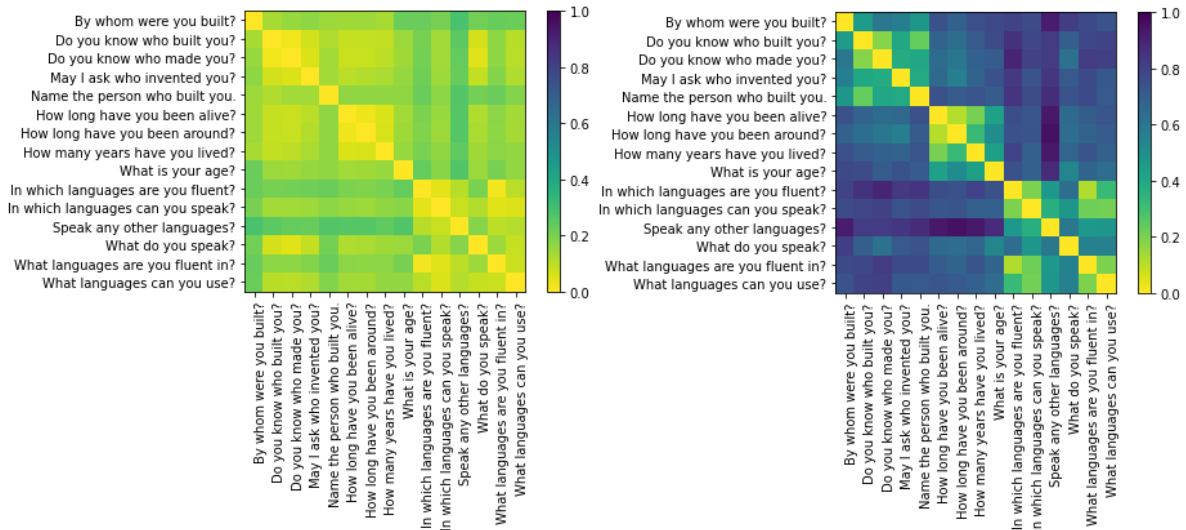 By whom were you built?
Do you know who built you?
Do you know who made you?
May I ask who invented you?
Name the person who built you.
How long have you been alive?
How long have you been around?
How many years have you lived?
What is your age?
In which languages are you fluent?
In which languages can you speak?
Speak any other languages?
What do you speak?
What languages are you fluent in?
What languages can you use?
1.0
0.8
0.6
0.4
0.2
0.0
By whom were you built?
Do you know who built you?
Do you know who made you?
May I ask who invented you?
Name the person who built you.
How long have you been alive?
How long have you been around?
How many years have you lived?
What is your age?
In which languages are you fluent?
In which languages can you speak?
Speak any other languages?
What do you speak?
What languages are you fluent in?
What languages can you use?
By whom were you built?
Do you know who built you?
Do you know who made you?
May I ask who invented you?
Name the person who built you.
How long have you been alive?
How long have you been around?
How many years have you lived?
What is your age?
In which languages are you fluent?
In which languages can you speak?
Speak any other languages?
What do you speak?
What languages are you fluent in?
What languages can you use?
1.0
0.8
0.6
0.4
0.2
0.0
By whom were you built?
Do you know who built you?
Do you know who made you?
May I ask who invented you?
Name the person who built you.
How long have you been alive?
How long have you been around?
How many years have you lived?
What is your age?
In which languages are you fluent?
In which languages can you speak?
Speak any other languages?
What do you speak?
What languages are you fluent in?
What languages can you use?